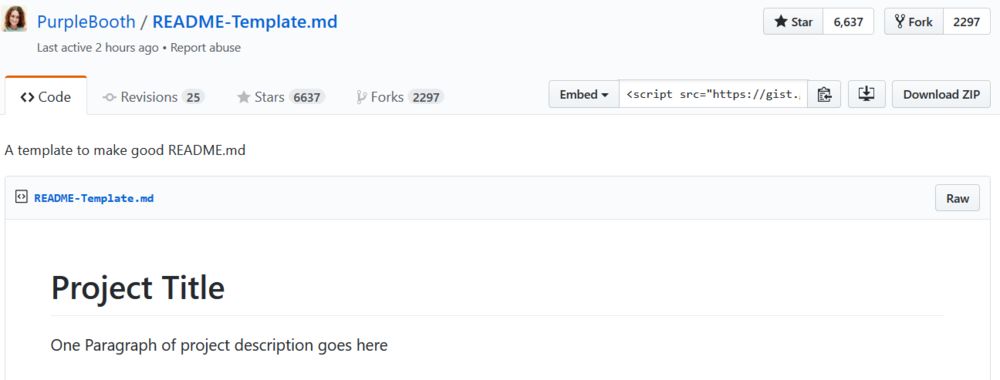 PurpleBooth / README-Template.md
Star 6,637 Fork 2297
Last active 2 hours ago • Report abuse
Code Revisions 25 Stars 6637 Forks 2297 Embed <script src="https://gist. Download ZIP
A template to make good README.md
README-Template.md Raw
Project Title
One Paragraph of project description goes here